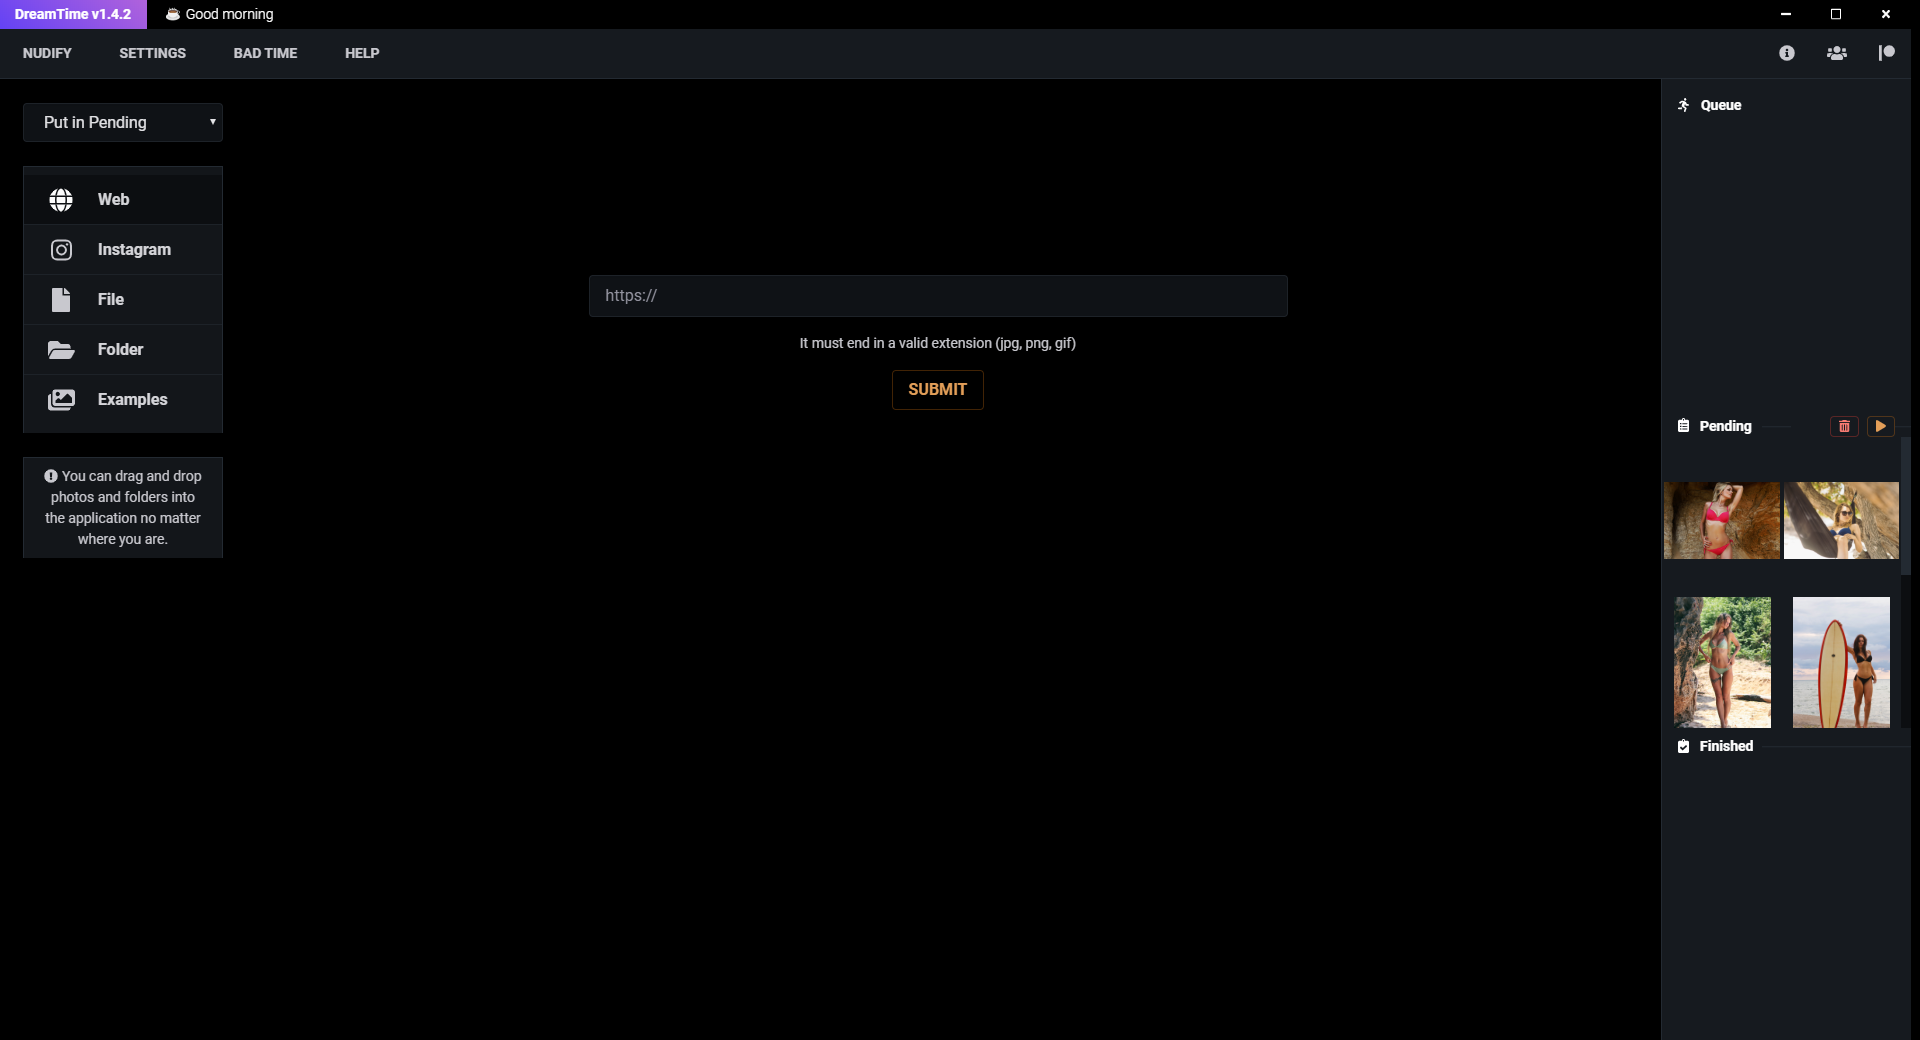 DreamTime v1.4.2
Good morning
NUDIFY
SETTINGS
BAD TIME
HELP
Put in Pending
Web
Instagram
File
Folder
Examples
You can drag and drop
photos and folders into
the application no matter
where you are.
https://
It must end in a valid extension (jpg, png, gif)
SUBMIT
Queue
Pending
Finished